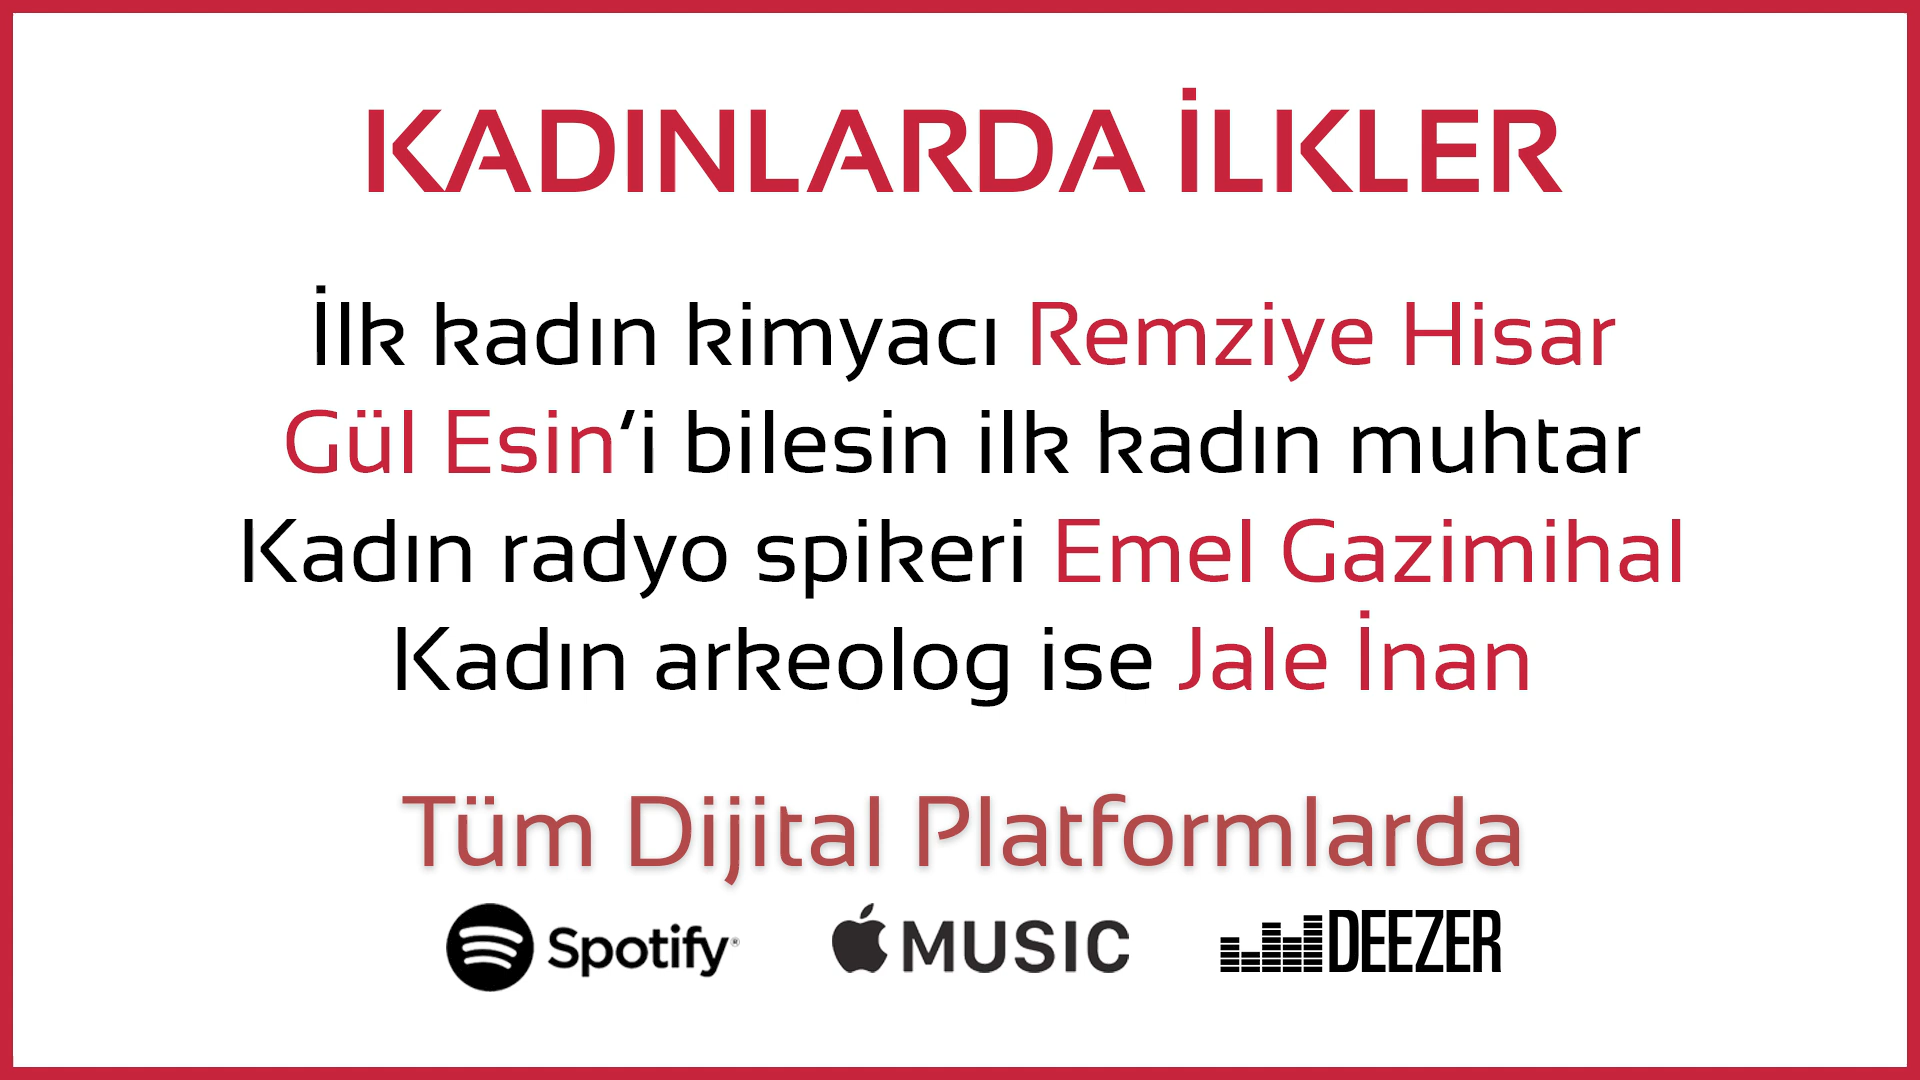 KADINLARDA İLKLER
İlk kadın kimyacı Remziye Hisar
Gül Esin‘i bilesin ilk kadın muhtar
Kadın radyo spikeri Emel Gazimihal
Kadın arkeolog ise Jale İnan
Tüm Dijital Platformlarda
Spotify® MUSIC DEEZER